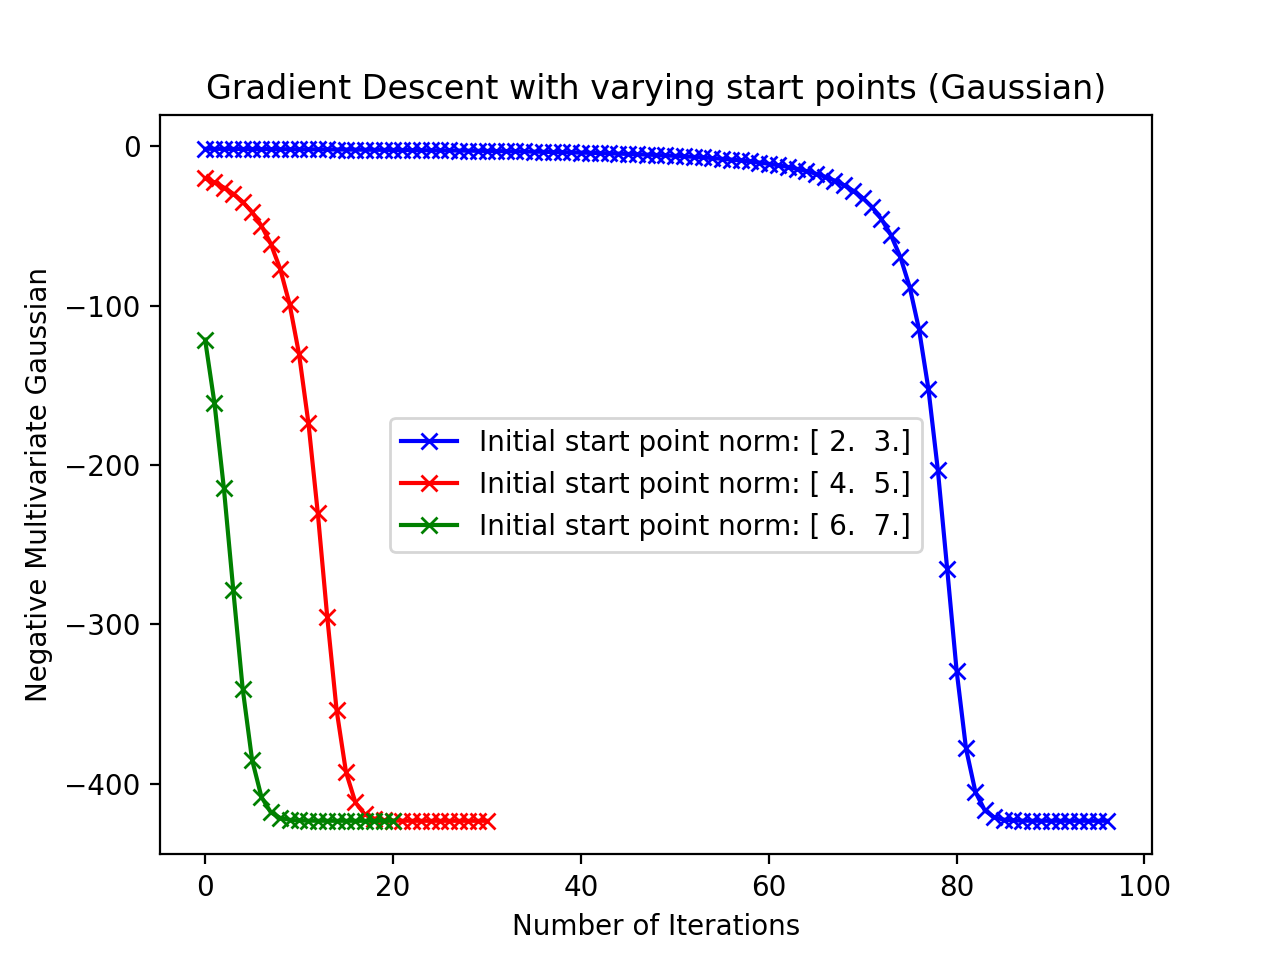 Gradient Descent with varying start points (Gaussian)
Negative Multivariate Gaussian
0
−100
−200
−300
−400
Initial start point norm: [ 2.  3.]
Initial start point norm: [ 4.  5.]
Initial start point norm: [ 6.  7.]
0 20 40 60 80 100
Number of Iterations